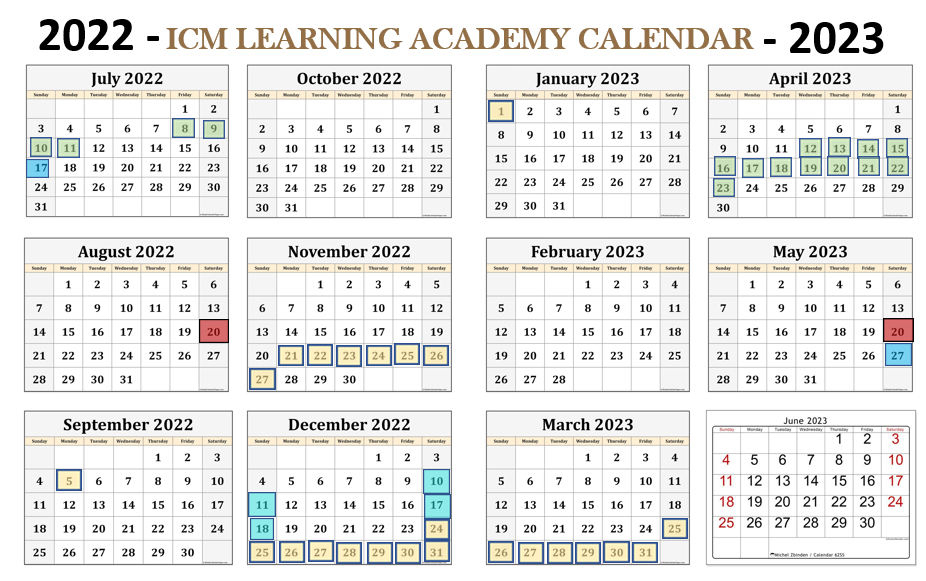 2022 - ICM LEARNING ACADEMY CALENDAR - 2023
July 2022
Sunday Monday Tuesday Wednesday Thursday Friday Saturday
1 2
3 4 5 6 7 8 9
10 11 12 13 14 15 16
17 18 19 20 21 22 23
24 25 26 27 28 29 30
31
August 2022
Sunday Monday Tuesday Wednesday Thursday Friday Saturday
1 2 3 4 5 6
7 8 9 10 11 12 13
14 15 16 17 18 19 20
21 22 23 24 25 26 27
28 29 30 31
September 2022
Sunday Monday Tuesday Wednesday Thursday Friday Saturday
1 2 3
4 5 6 7 8 9 10
11 12 13 14 15 16 17
18 19 20 21 22 23 24
25 26 27 28 29 30
October 2022
Sunday Monday Tuesday Wednesday Thursday Friday Saturday
1
2 3 4 5 6 7 8
9 10 11 12 13 14 15
16 17 18 19 20 21 22
23 24 25 26 27 28 29
30 31
November 2022
Sunday Monday Tuesday Wednesday Thursday Friday Saturday
1 2 3 4 5
6 7 8 9 10 11 12
13 14 15 16 17 18 19
20 21 22 23 24 25 26
27 28 29 30
December 2022
Sunday Monday Tuesday Wednesday Thursday Friday Saturday
1 2 3
4 5 6 7 8 9 10
11 12 13 14 15 16 17
18 19 20 21 22 23 24
25 26 27 28 29 30 31
January 2023
Sunday Monday Tuesday Wednesday Thursday Friday Saturday
1 2 3 4 5 6 7
8 9 10 11 12 13 14
15 16 17 18 19 20 21
22 23 24 25 26 27 28
29 30 31
February 2023
Sunday Monday Tuesday Wednesday Thursday Friday Saturday
1 2 3 4
5 6 7 8 9 10 11
12 13 14 15 16 17 18
19 20 21 22 23 24 25
26 27 28
March 2023
Sunday Monday Tuesday Wednesday Thursday Friday Saturday
1 2 3 4
5 6 7 8 9 10 11
12 13 14 15 16 17 18
19 20 21 22 23 24 25
26 27 28 29 30 31
April 2023
Sunday Monday Tuesday Wednesday Thursday Friday Saturday
1
2 3 4 5 6 7 8
9 10 11 12 13 14 15
16 17 18 19 20 21 22
23 24 25 26 27 28 29
30
May 2023
Sunday Monday Tuesday Wednesday Thursday Friday Saturday
1 2 3 4 5 6
7 8 9 10 11 12 13
14 15 16 17 18 19 20
21 22 23 24 25 26 27
28 29 30 31
June 2023
Sunday Monday Tuesday Wednesday Thursday Friday Saturday
1 2 3
4 5 6 7 8 9 10
11 12 13 14 15 16 17
18 19 20 21 22 23 24
25 26 27 28 29 30
Michel Zbinden / Calendar 6255